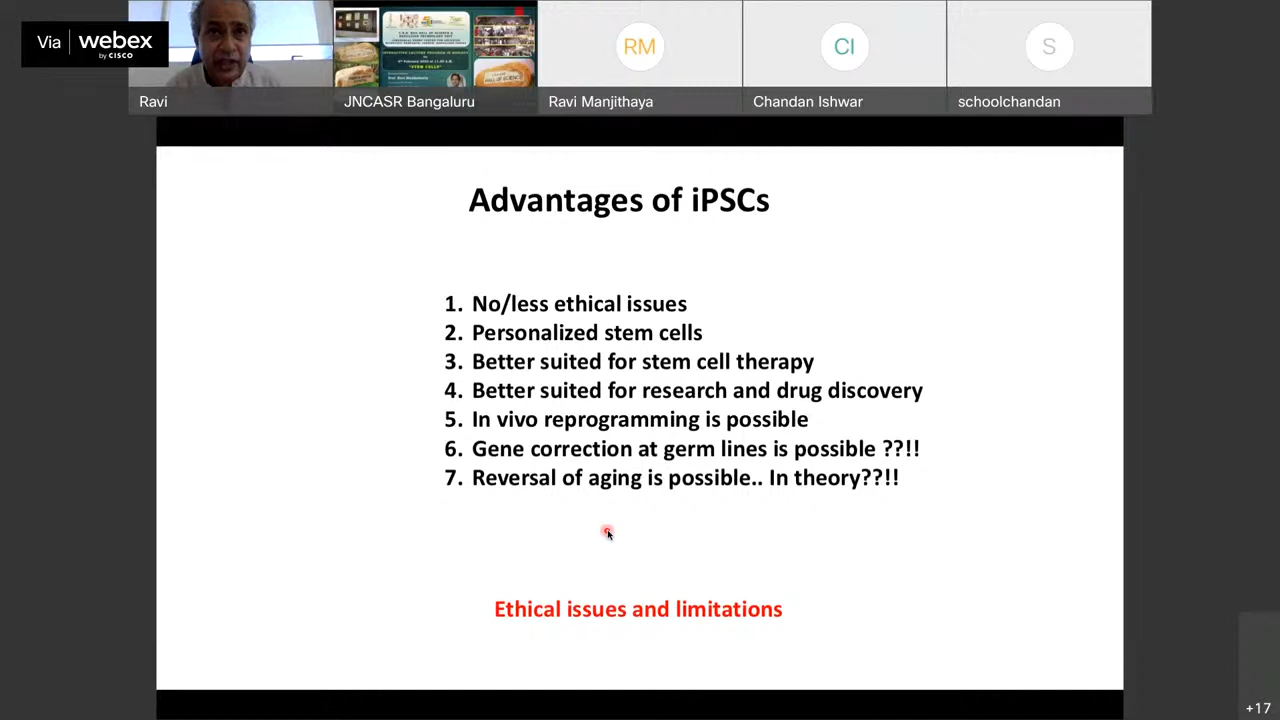 Via webex
by CISCO
Ravi
JNCASR Bengaluru
RM
Ravi Manjithaya
CI
Chandan Ishwar
S
schoolchandan
Advantages of iPSCs
1. No/less ethical issues
2. Personalized stem cells
3. Better suited for stem cell therapy
4. Better suited for research and drug discovery
5. In vivo reprogramming is possible
6. Gene correction at germ lines is possible ??!!
7. Reversal of aging is possible.. In theory??!!
Ethical issues and limitations
+17